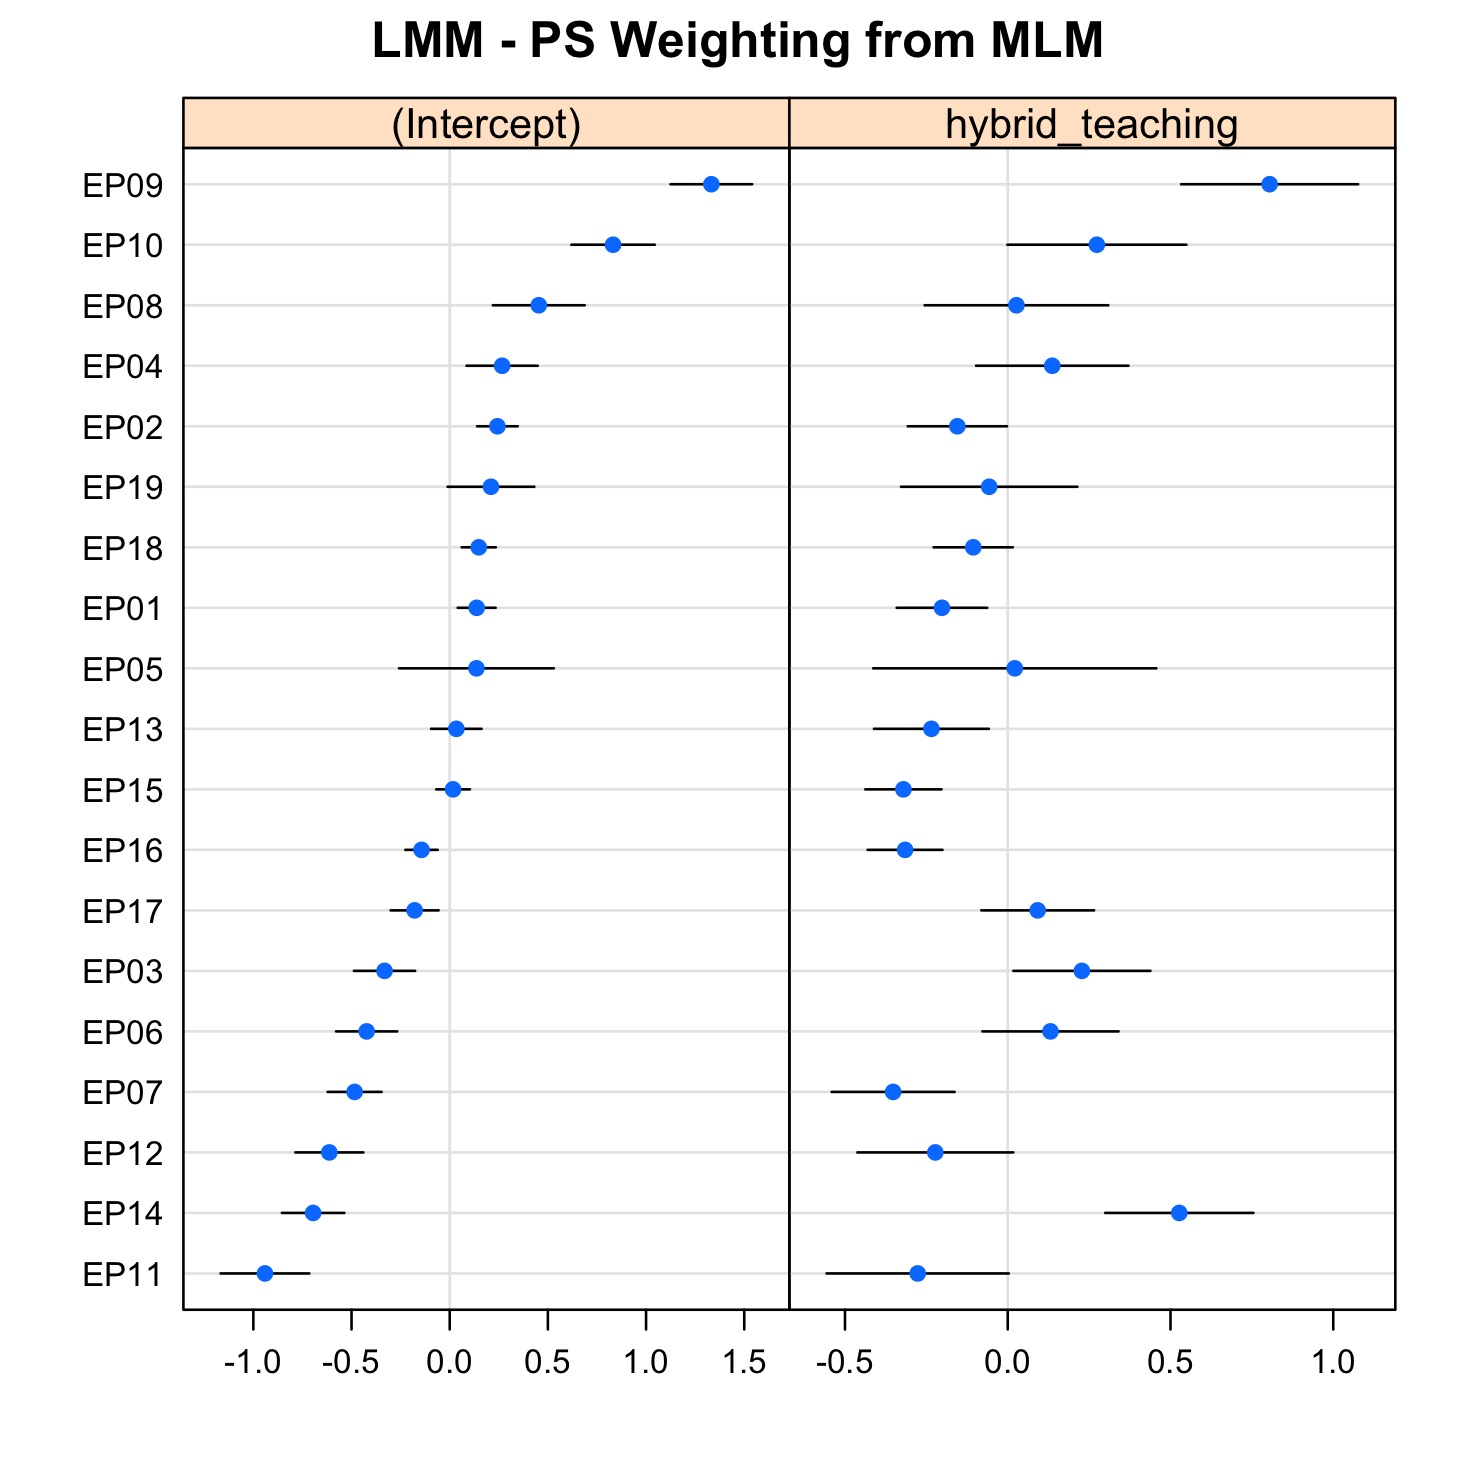 LMM - PS Weighting from MLM
(Intercept) hybrid_teaching
EP09
EP10
EP08
EP04
EP02
EP19
EP18
EP01
EP05
EP13
EP15
EP16
EP17
EP03
EP06
EP07
EP12
EP14
EP11
-1.0 -0.5 0.0 0.5 1.0 1.5 -0.5 0.0 0.5 1.0